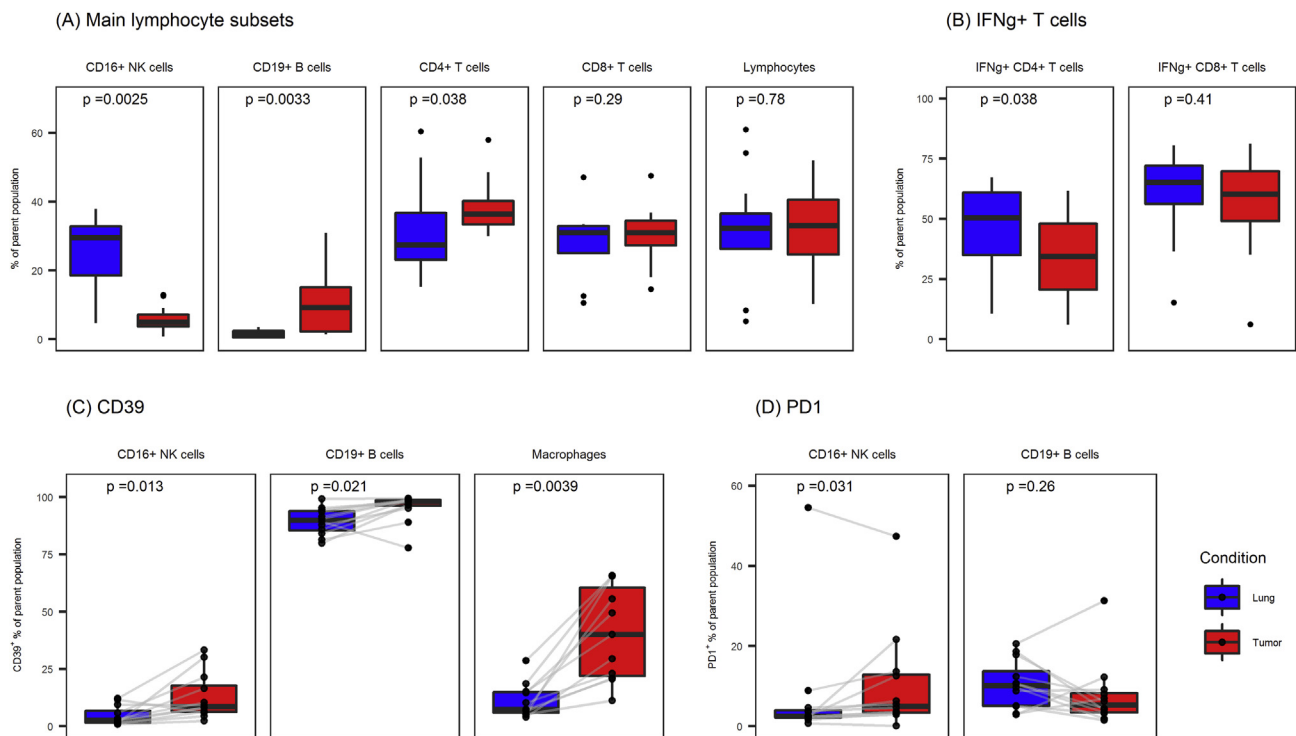 (A) Main lymphocyte subsets
(B) IFNg+ T cells
CD16+ NK cells CD19+ B cells CD4+ T cells CD8+ T cells Lymphocytes
IFNg+ CD4+ T cells IFNg+ CD8+ T cells
p =0.0025 p =0.0033 p =0.038 p =0.29 p =0.78
p =0.038 p =0.41
% of parent population
60
40
20
0
% of parent population
100
75
50
25
0
(C) CD39
(D) PD1
CD16+ NK cells CD19+ B cells Macrophages
CD16+ NK cells CD19+ B cells
p =0.013 p =0.021 p =0.0039
p =0.031 p =0.26
CD39+ % of parent population
100
75
50
25
0
PD1+ % of parent population
60
40
20
0
Condition
Lung
Tumor